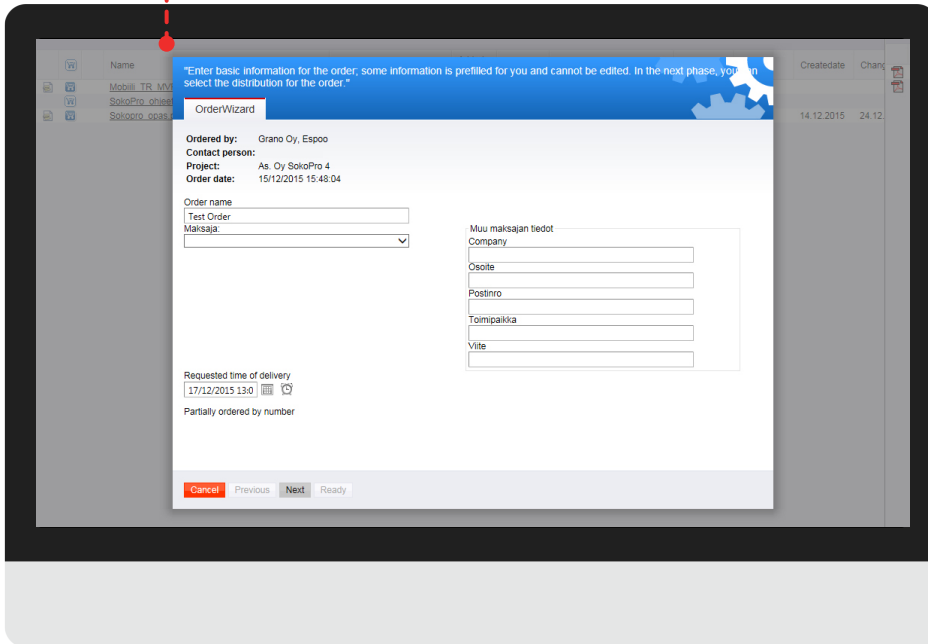 Name
Createdate
Chang
"Enter basic information for the order; some information is prefilled for you and cannot be edited. In the next phase, you can
select the distribution for the order."
Mobiili_TR_MV
SokoPro_ohjeet
Sokopro_opas
14.12.2015
24.12.
OrderWizard
Ordered by: Grano Oy, Espoo
Contact person:
Project: As. Oy SokoPro 4
Order date: 15/12/2015 15:48:04
Order name
Test Order
Maksaja:
Muu maksajan tiedot
Company
Osoite
Postinro
Toimipaikka
Viite
Requested time of delivery
17/12/2015 13:0
Partially ordered by number
Cancel Previous Next Ready